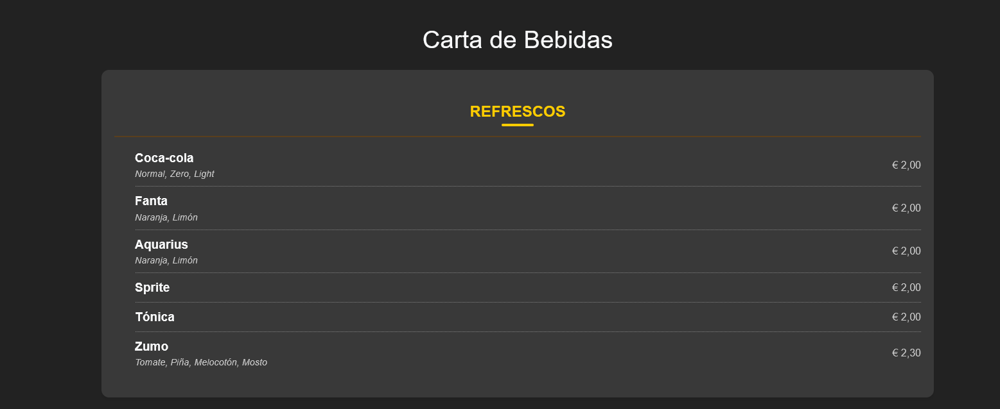 Carta de Bebidas
REFRESCOS
Coca-cola
Normal, Zero, Light
€ 2,00
Fanta
Naranja, Limón
€ 2,00
Aquarius
Naranja, Limón
€ 2,00
Sprite
€ 2,00
Tónica
€ 2,00
Zumo
Tomate, Piña, Melocotón, Mosto
€ 2,30